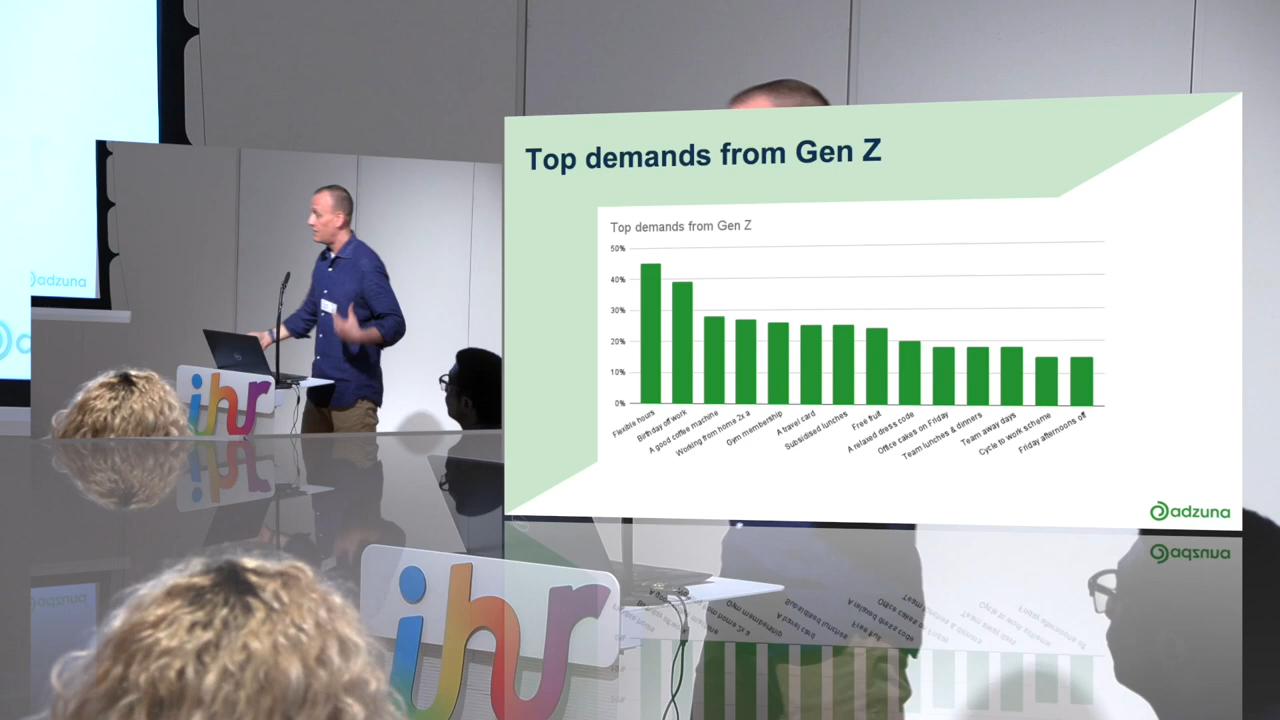 Top demands from Gen Z
Top demands from Gen Z
50%
40%
30%
20%
10%
0%
Flexible hours
Birthday off work
A good coffee machine
Working from home 2x a
Gym membership
A travel card
Subsidised lunches
Free fruit
A relaxed dress code
Office cakes on Friday
Team lunches & dinners
Team away days
Cycle to work scheme
Friday afternoons off
adzuna
adzuna
ihr
ihr